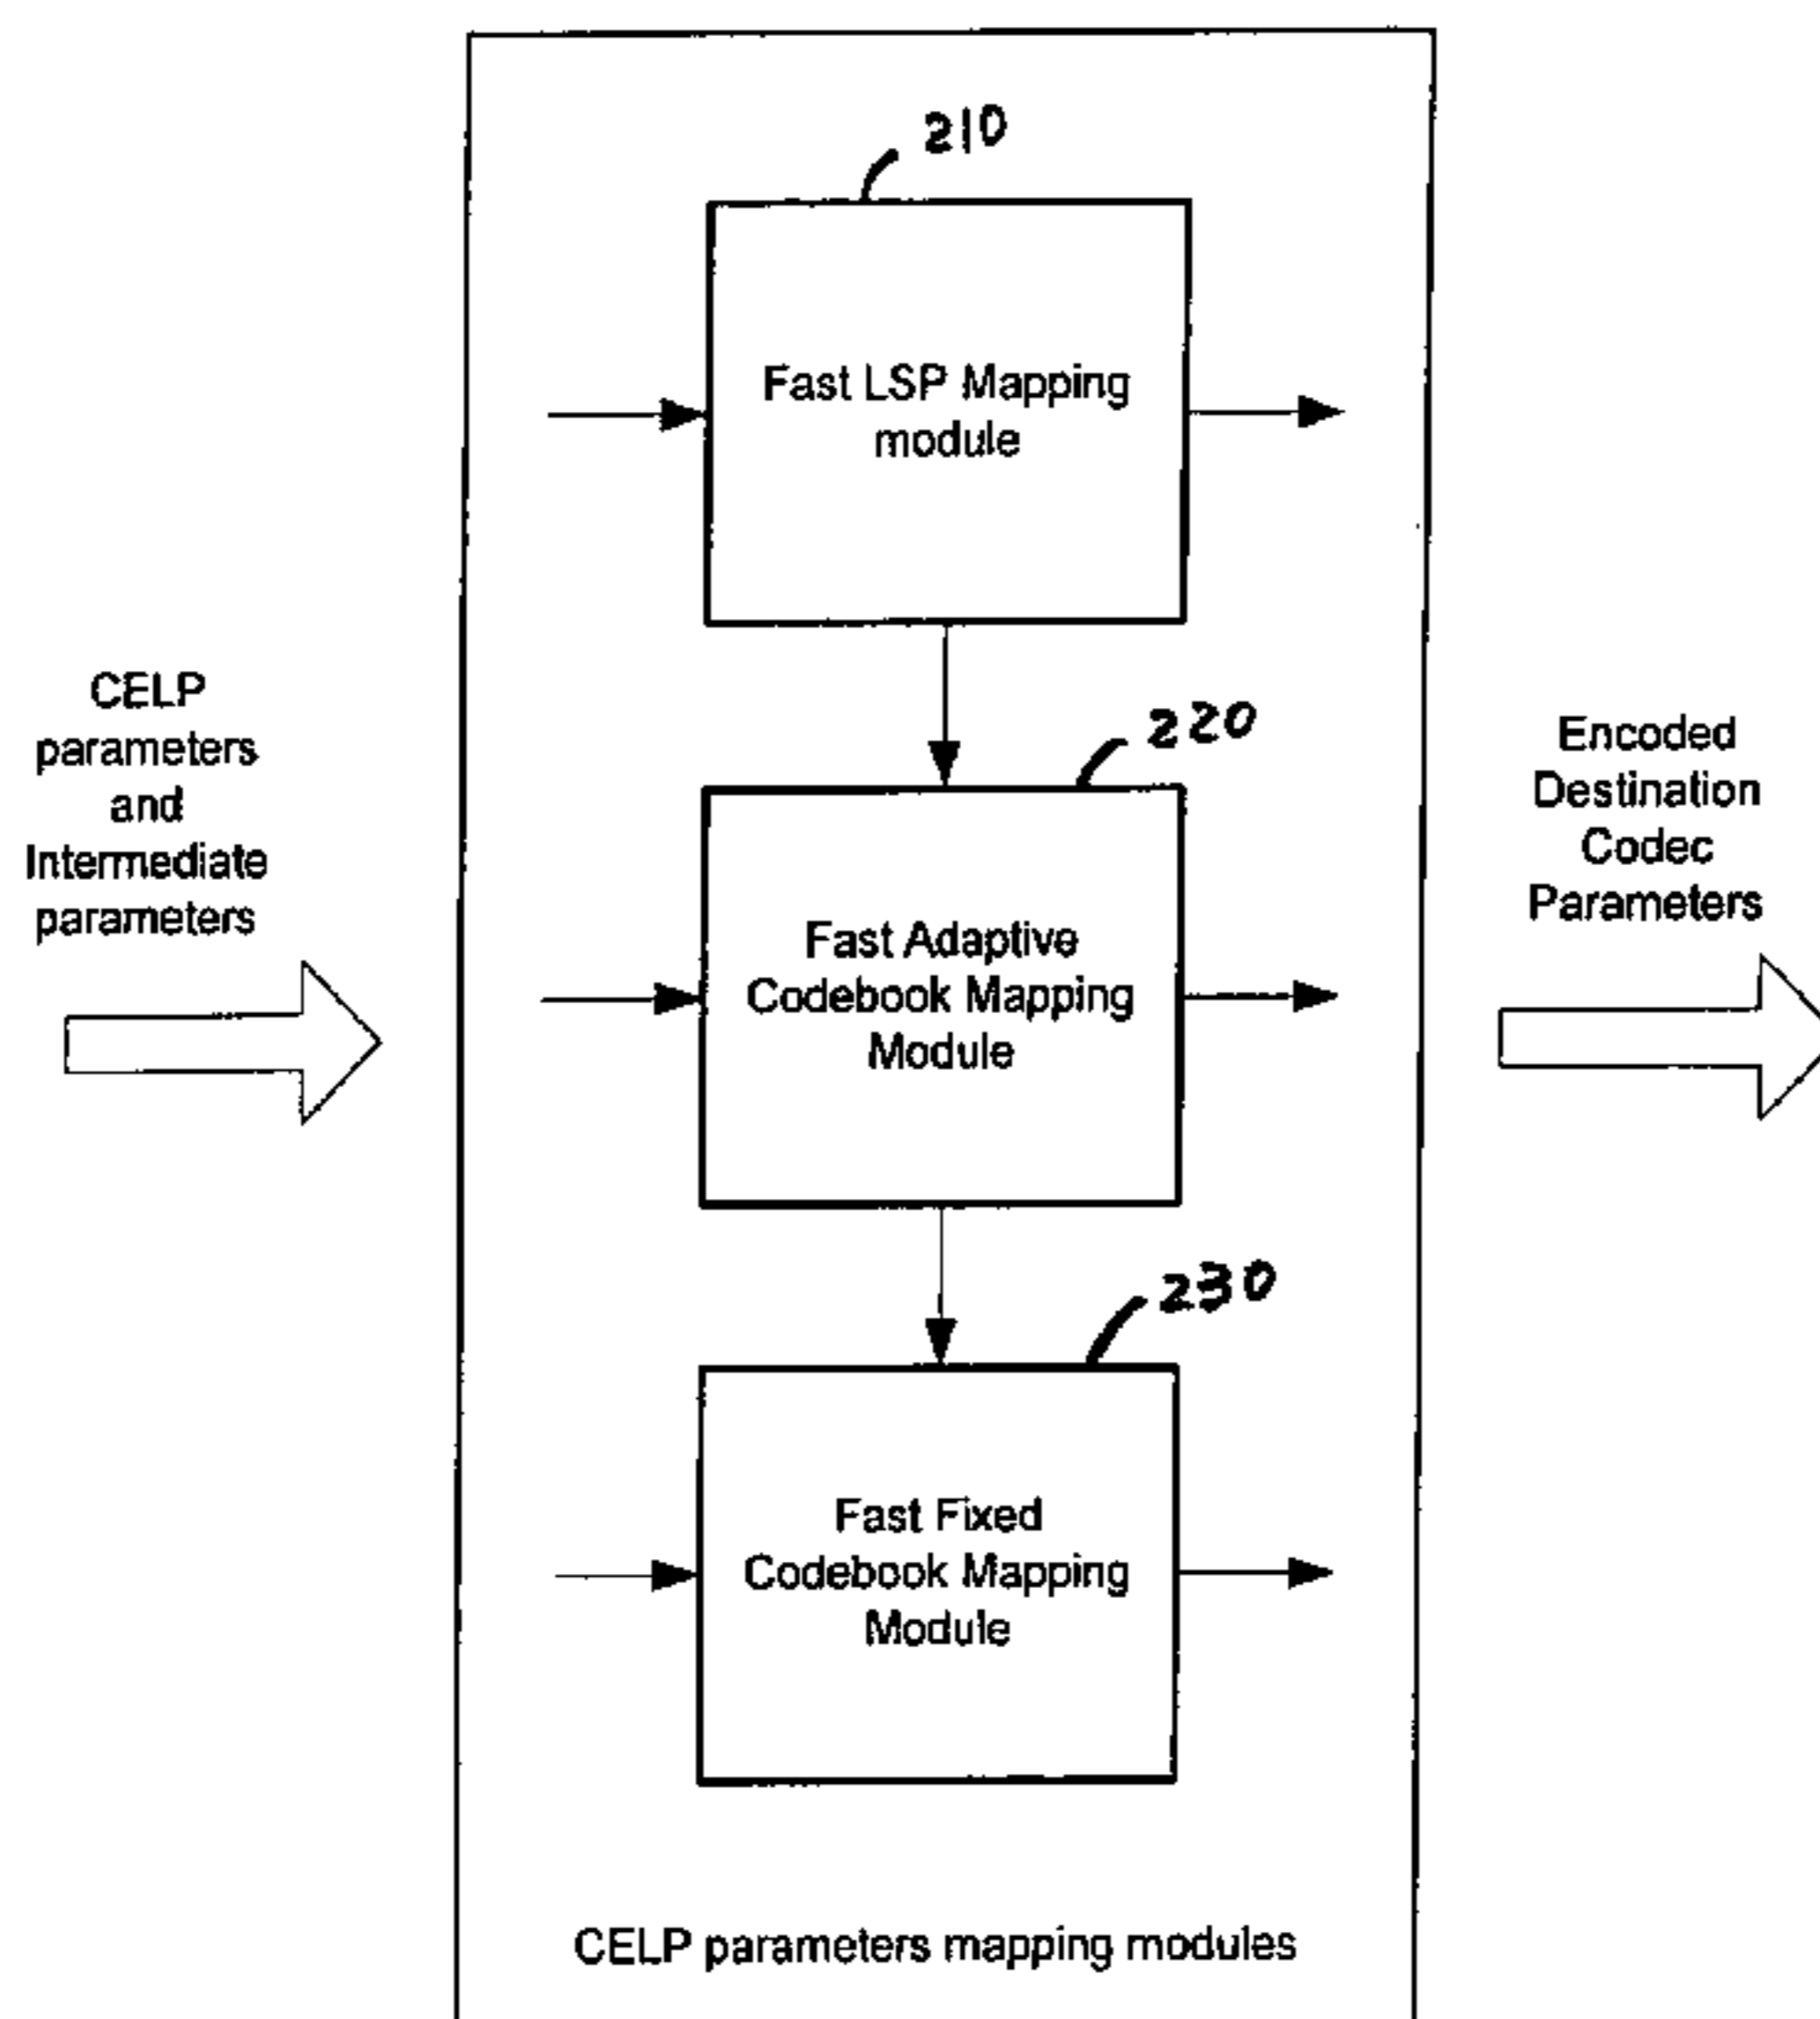 210
Fast LSP Mapping
module
CELP
parameters
and
Intermediate
parameters
220
Encoded
Destination
Codec
Parameters
Fast Adaptive
Codebook Mapping
Module
230
Fast Fixed
Codebook Mapping
Module
CELP parameters mapping modules